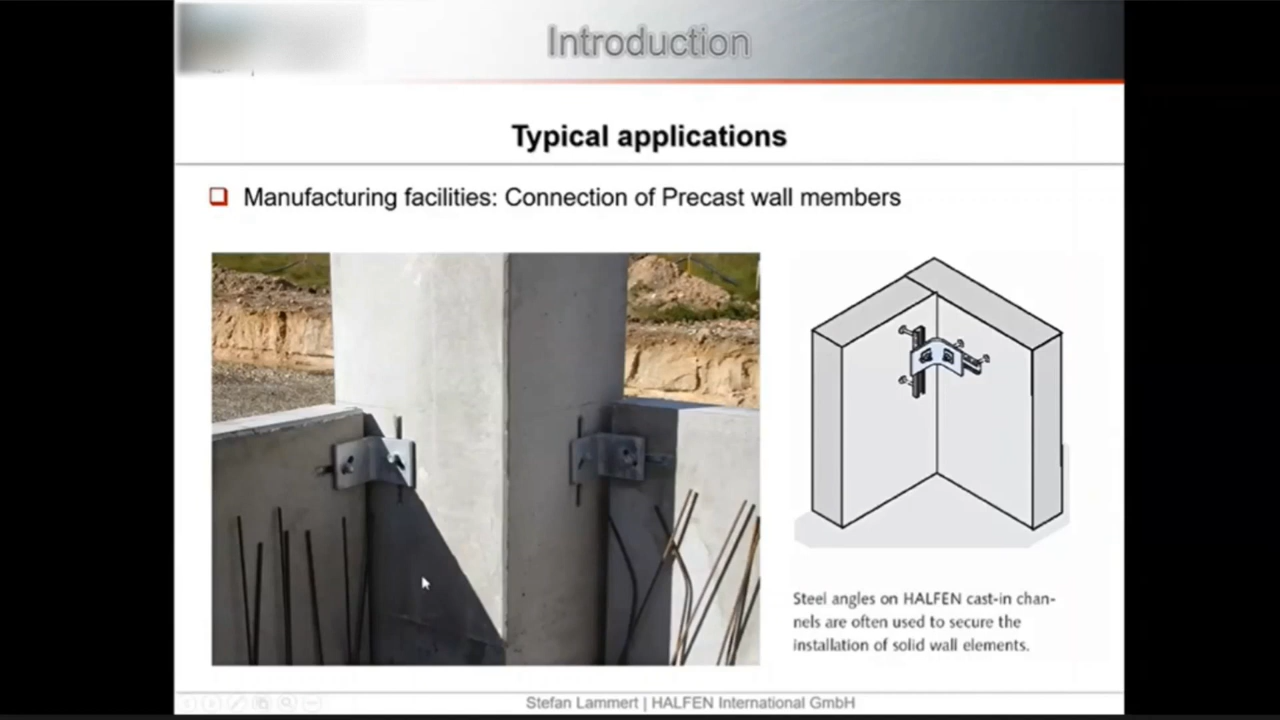 Introduction
Typical applications
Manufacturing facilities: Connection of Precast wall members
Steel angles on HALFEN cast-in chan-
nels are often used to secure the
installation of solid wall elements.
Stefan Lammert | HALFEN International GmbH